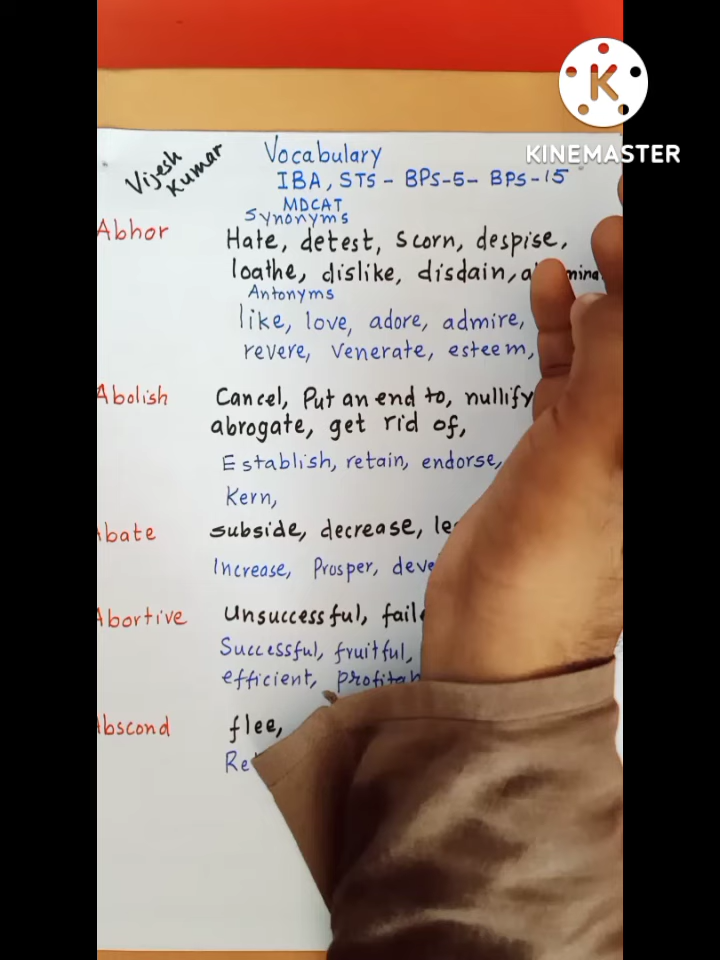 K
KINEMASTER
Vijesh
Kumar
Vocabulary
IBA, STS - BPS-5- BPS-15
MDCAT
Synonyms
Abhor
Hate, detest, scorn, despise,
loathe, dislike, disdain,
Antonyms
like, love, adore, admire,
revere, venerate, esteem,
Abolish
Cancel, Put an end to, nullify
abrogate, get rid of,
Establish, retain, endorse,
Kern,
bate
subside, decrease,
Increase, Prosper,
Abortive
Unsuccessful,
Successful, fruitful,
efficient,
Abscond
flee,